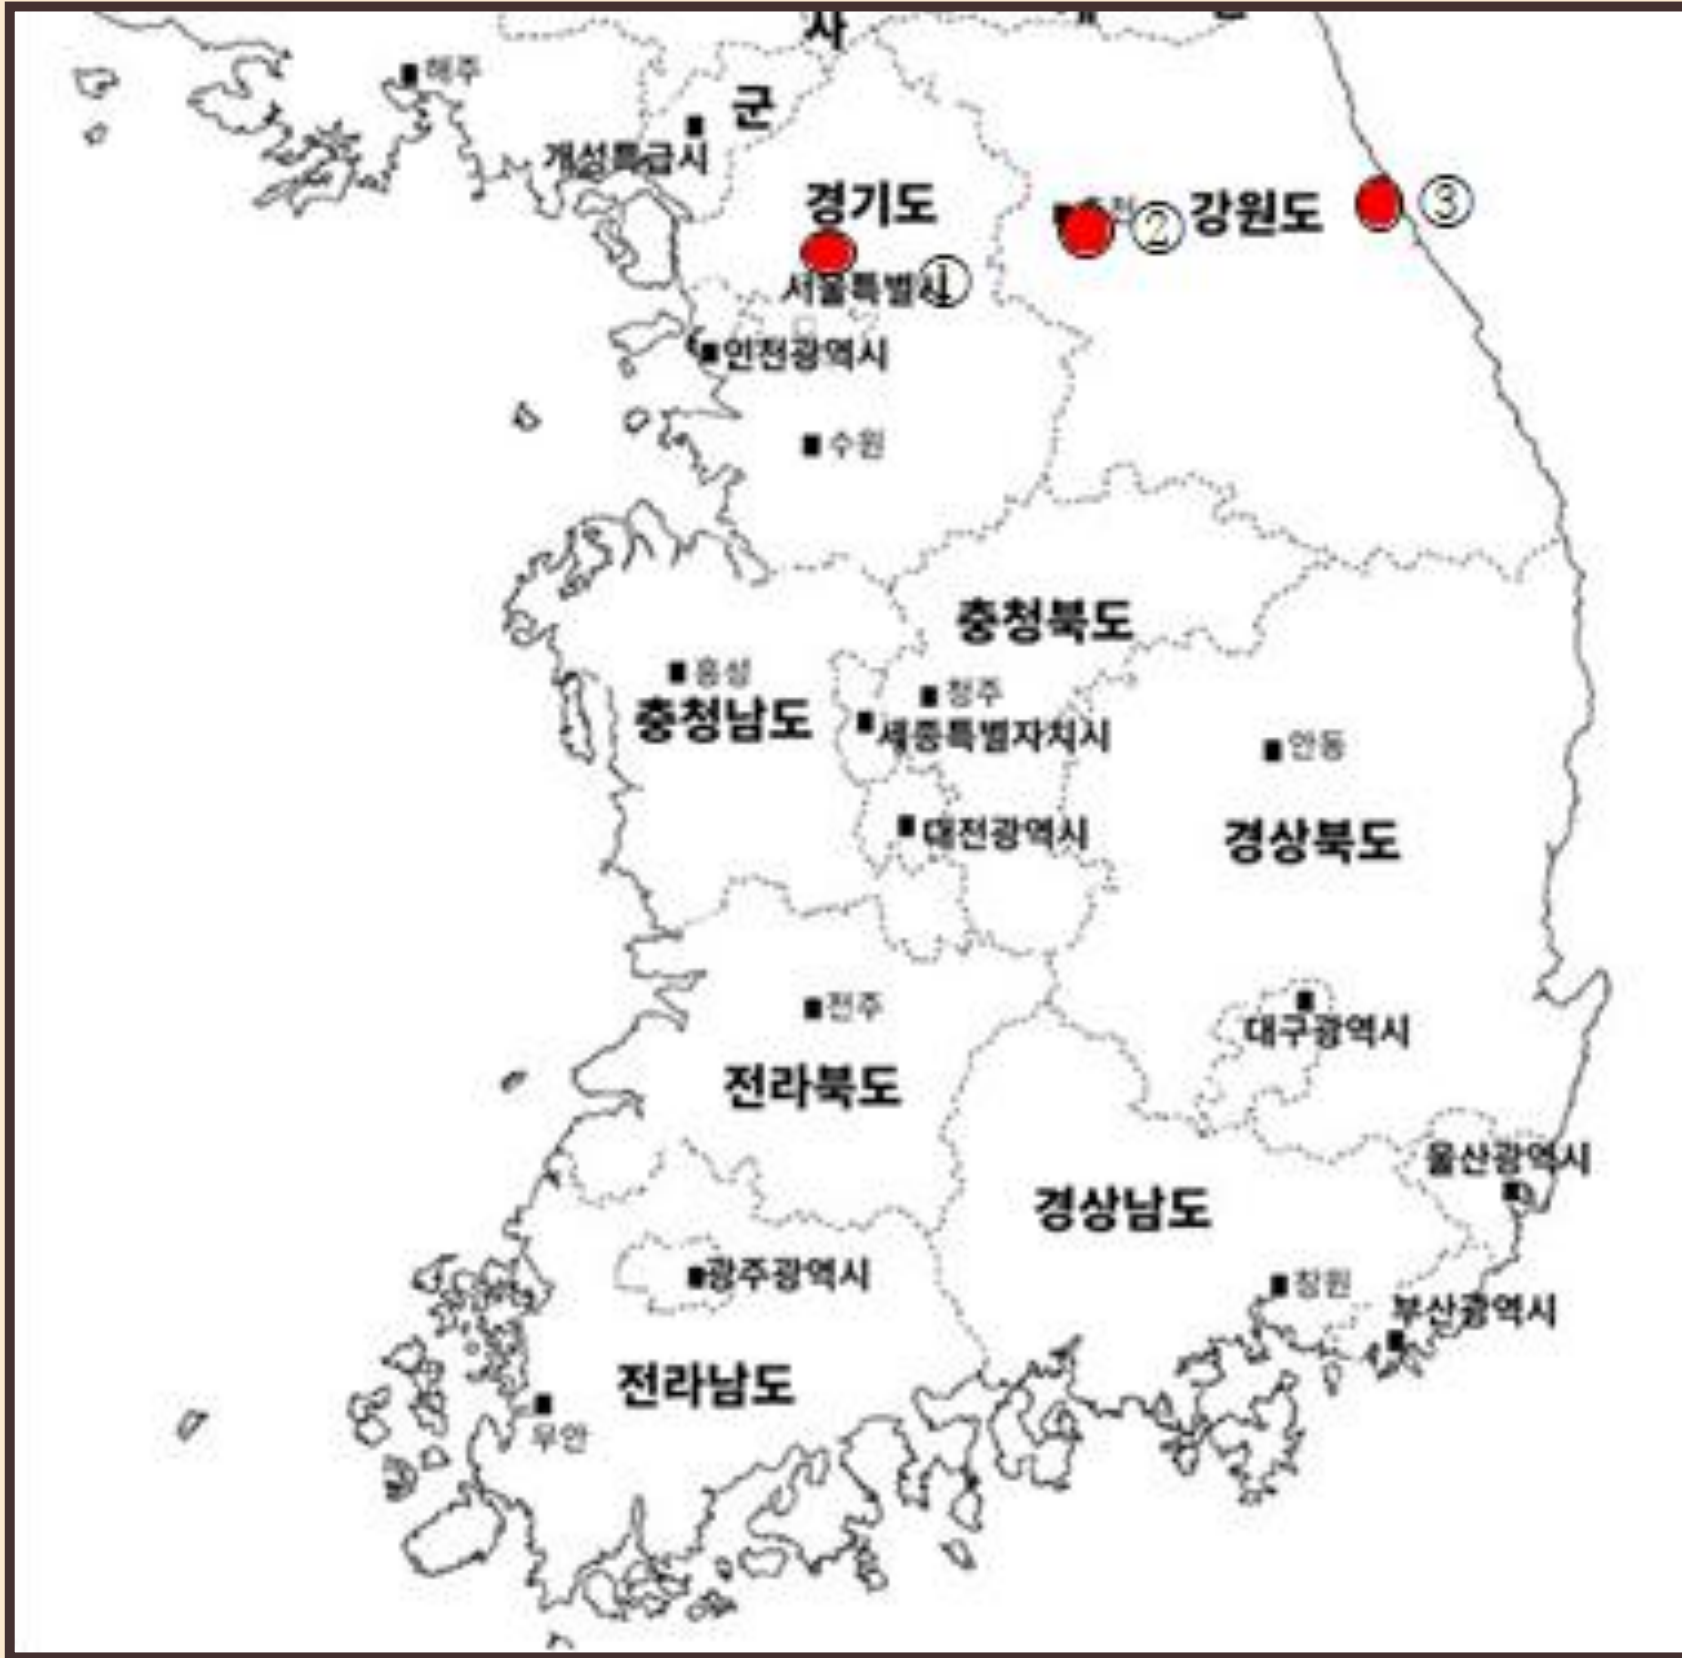 해주
군
개성특급시
경기도
강원도
③
②
서울특별시
①
인천광역시
수원
충청북도
홍성
청주
충청남도
세종특별자치시
안동
대전광역시
경상북도
전주
대구광역시
전라북도
울산광역시
경상남도
광주광역시
창원
부산광역시
전라남도
무안